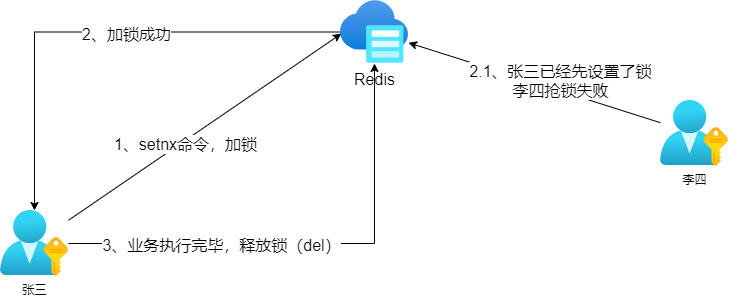 2、加锁成功
Redis
2.1、张三已经先设置了锁
李四抢锁失败
1、setnx命令，加锁
李四
3、业务执行完毕，释放锁（del）
张三